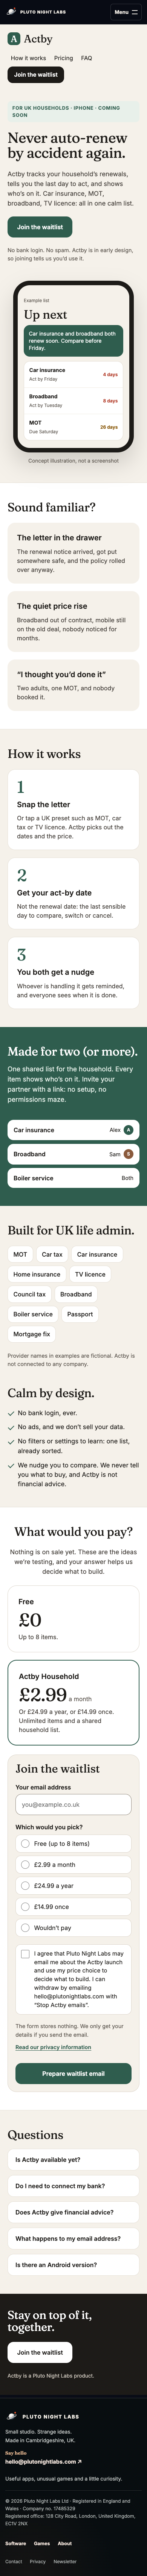 PLUTO NIGHT LABS
Menu
A Actby
How it works Pricing FAQ
Join the waitlist
FOR UK HOUSEHOLDS · IPHONE · COMING
SOON
Never auto-renew
by accident again.
Actby tracks your household’s renewals,
tells you the last day to act, and shows
who’s on it. Car insurance, MOT,
broadband, TV licence: all in one calm list.
Join the waitlist
No bank login. No spam. Actby is in early design,
so joining tells us you’d use it.
Example list
Up next
Car insurance and broadband both
renew soon. Compare before
Friday.
Car insurance
Act by Friday
4 days
Broadband
Act by Tuesday
8 days
MOT
Due Saturday
26 days
Concept illustration, not a screenshot
Sound familiar?
The letter in the drawer
The renewal notice arrived, got put
somewhere safe, and the policy rolled
over anyway.
The quiet price rise
Broadband out of contract, mobile still
on the old deal, nobody noticed for
months.
“I thought you’d done it”
Two adults, one MOT, and nobody
booked it.
How it works
1
Snap the letter
Or tap a UK preset such as MOT, car
tax or TV licence. Actby picks out the
dates and the price.
2
Get your act-by date
Not the renewal date: the last sensible
day to compare, switch or cancel.
3
You both get a nudge
Whoever is handling it gets reminded,
and everyone sees when it is done.
Made for two (or more).
One shared list for the household. Every
item shows who’s on it. Invite your
partner with a link: no setup, no
permissions maze.
Car insurance Alex A
Broadband Sam S
Boiler service Both
Built for UK life admin.
MOT Car tax Car insurance
Home insurance TV licence
Council tax Broadband
Boiler service Passport
Mortgage fix
Provider names in examples are fictional. Actby is
not connected to any company.
Calm by design.
No bank login, ever.
No ads, and we don’t sell your data.
No filters or settings to learn: one list,
already sorted.
We nudge you to compare. We never tell
you what to buy, and Actby is not
financial advice.
What would you pay?
Nothing is on sale yet. These are the ideas
we’re testing, and your answer helps us
decide what to build.
Free
£0
Up to 8 items.
Actby Household
£2.99 a month
Or £24.99 a year, or £14.99 once.
Unlimited items and a shared
household list.
Join the waitlist
Your email address
you@example.co.uk
Which would you pick?
Free (up to 8 items)
£2.99 a month
£24.99 a year
£14.99 once
Wouldn’t pay
I agree that Pluto Night Labs may
email me about the Actby launch
and use my price choice to
decide what to build. I can
withdraw by emailing
hello@plutonightlabs.com with
“Stop Actby emails”.
The form stores nothing. We only get your
details if you send the email.
Read our privacy information
Prepare waitlist email
Questions
Is Actby available yet?
Do I need to connect my bank?
Does Actby give financial advice?
What happens to my email address?
Is there an Android version?
Stay on top of it,
together.
Join the waitlist
Actby is a Pluto Night Labs product.
PLUTO NIGHT LABS
Small studio. Strange ideas.
Made in Cambridgeshire, UK.
Say hello
hello@plutonightlabs.com ↗
Useful apps, unusual games and a little curiosity.
© 2026 Pluto Night Labs Ltd · Registered in England and
Wales · Company no. 17465329
Registered office: 128 City Road, London, United Kingdom,
EC1V 2NX
Software Games About
Contact Privacy Newsletter